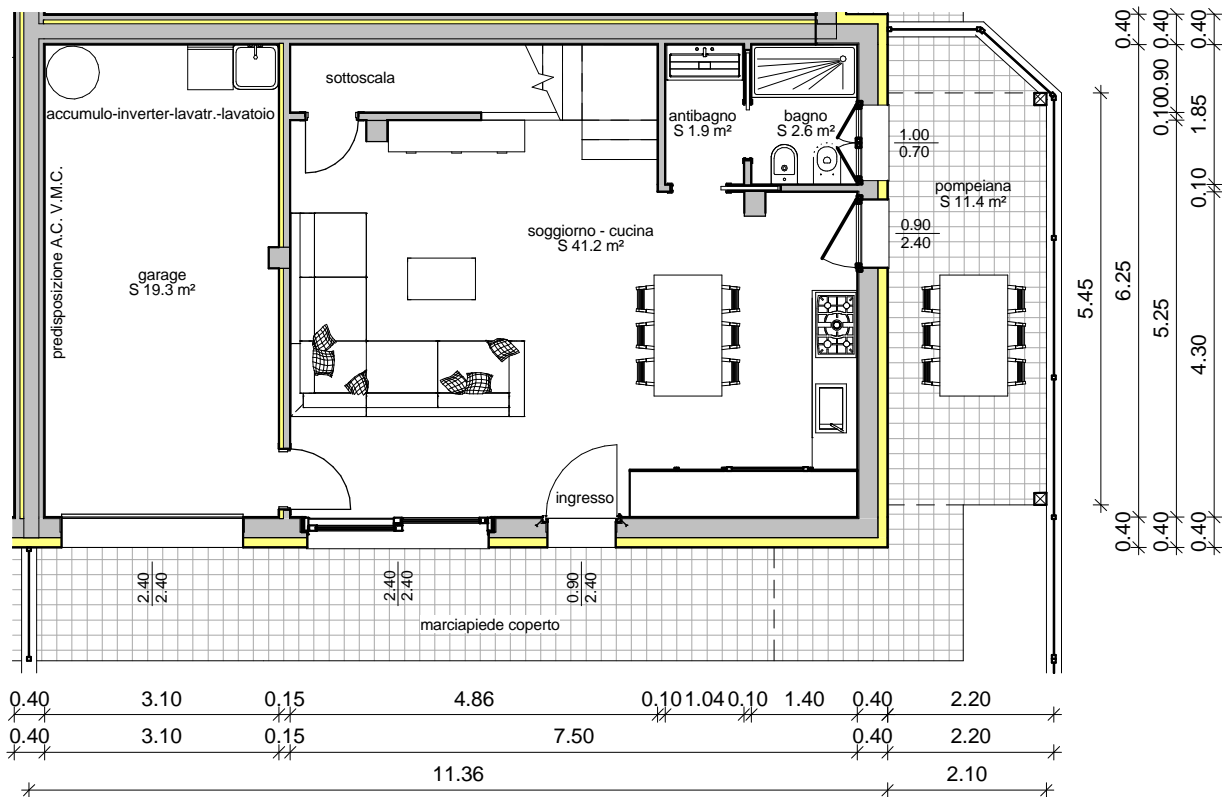 sottoscala
accumulo-inverter-lavatr.-lavatoio
antibagno
S 1.9 m²
bagno
S 2.6 m²
1.00
0.70
pompeiana
S 11.4 m²
predisposizione A.C. V.M.C.
soggiorno - cucina
S 41.2 m²
0.90
2.40
garage
S 19.3 m²
ingresso
2.40
2.40
2.40
2.40
0.90
2.40
marciapiede coperto
0.40
6.25
0.40
5.45
0.40
0.90
0.10
5.25
0.40
0.40
1.85
0.10
4.30
0.40
0.40 3.10 0.15 4.86 0.10 1.04 0.10 1.40 0.40 2.20
0.40 3.10 0.15 7.50 0.40 2.20
11.36 2.10